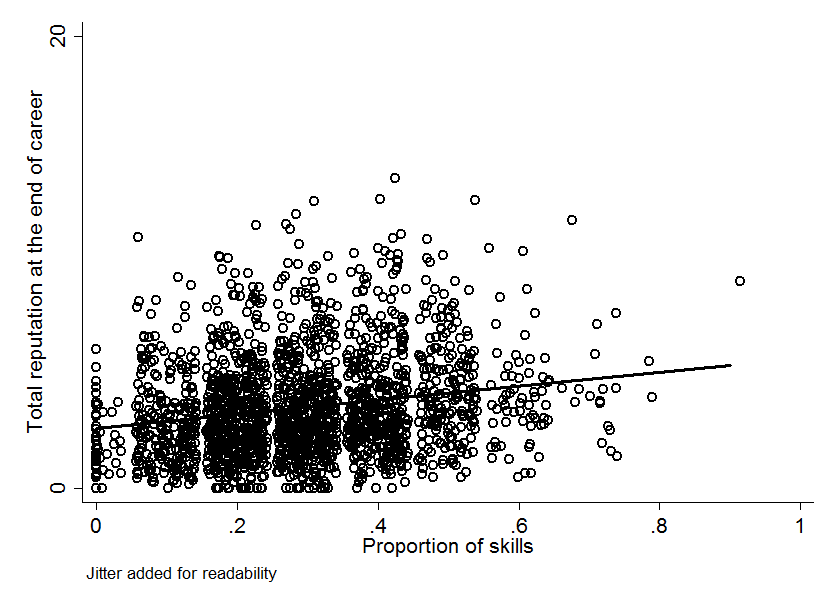 20
Total reputation at the end of career
0
0 .2 .4 .6 .8 1
Proportion of skills
Jitter added for readability